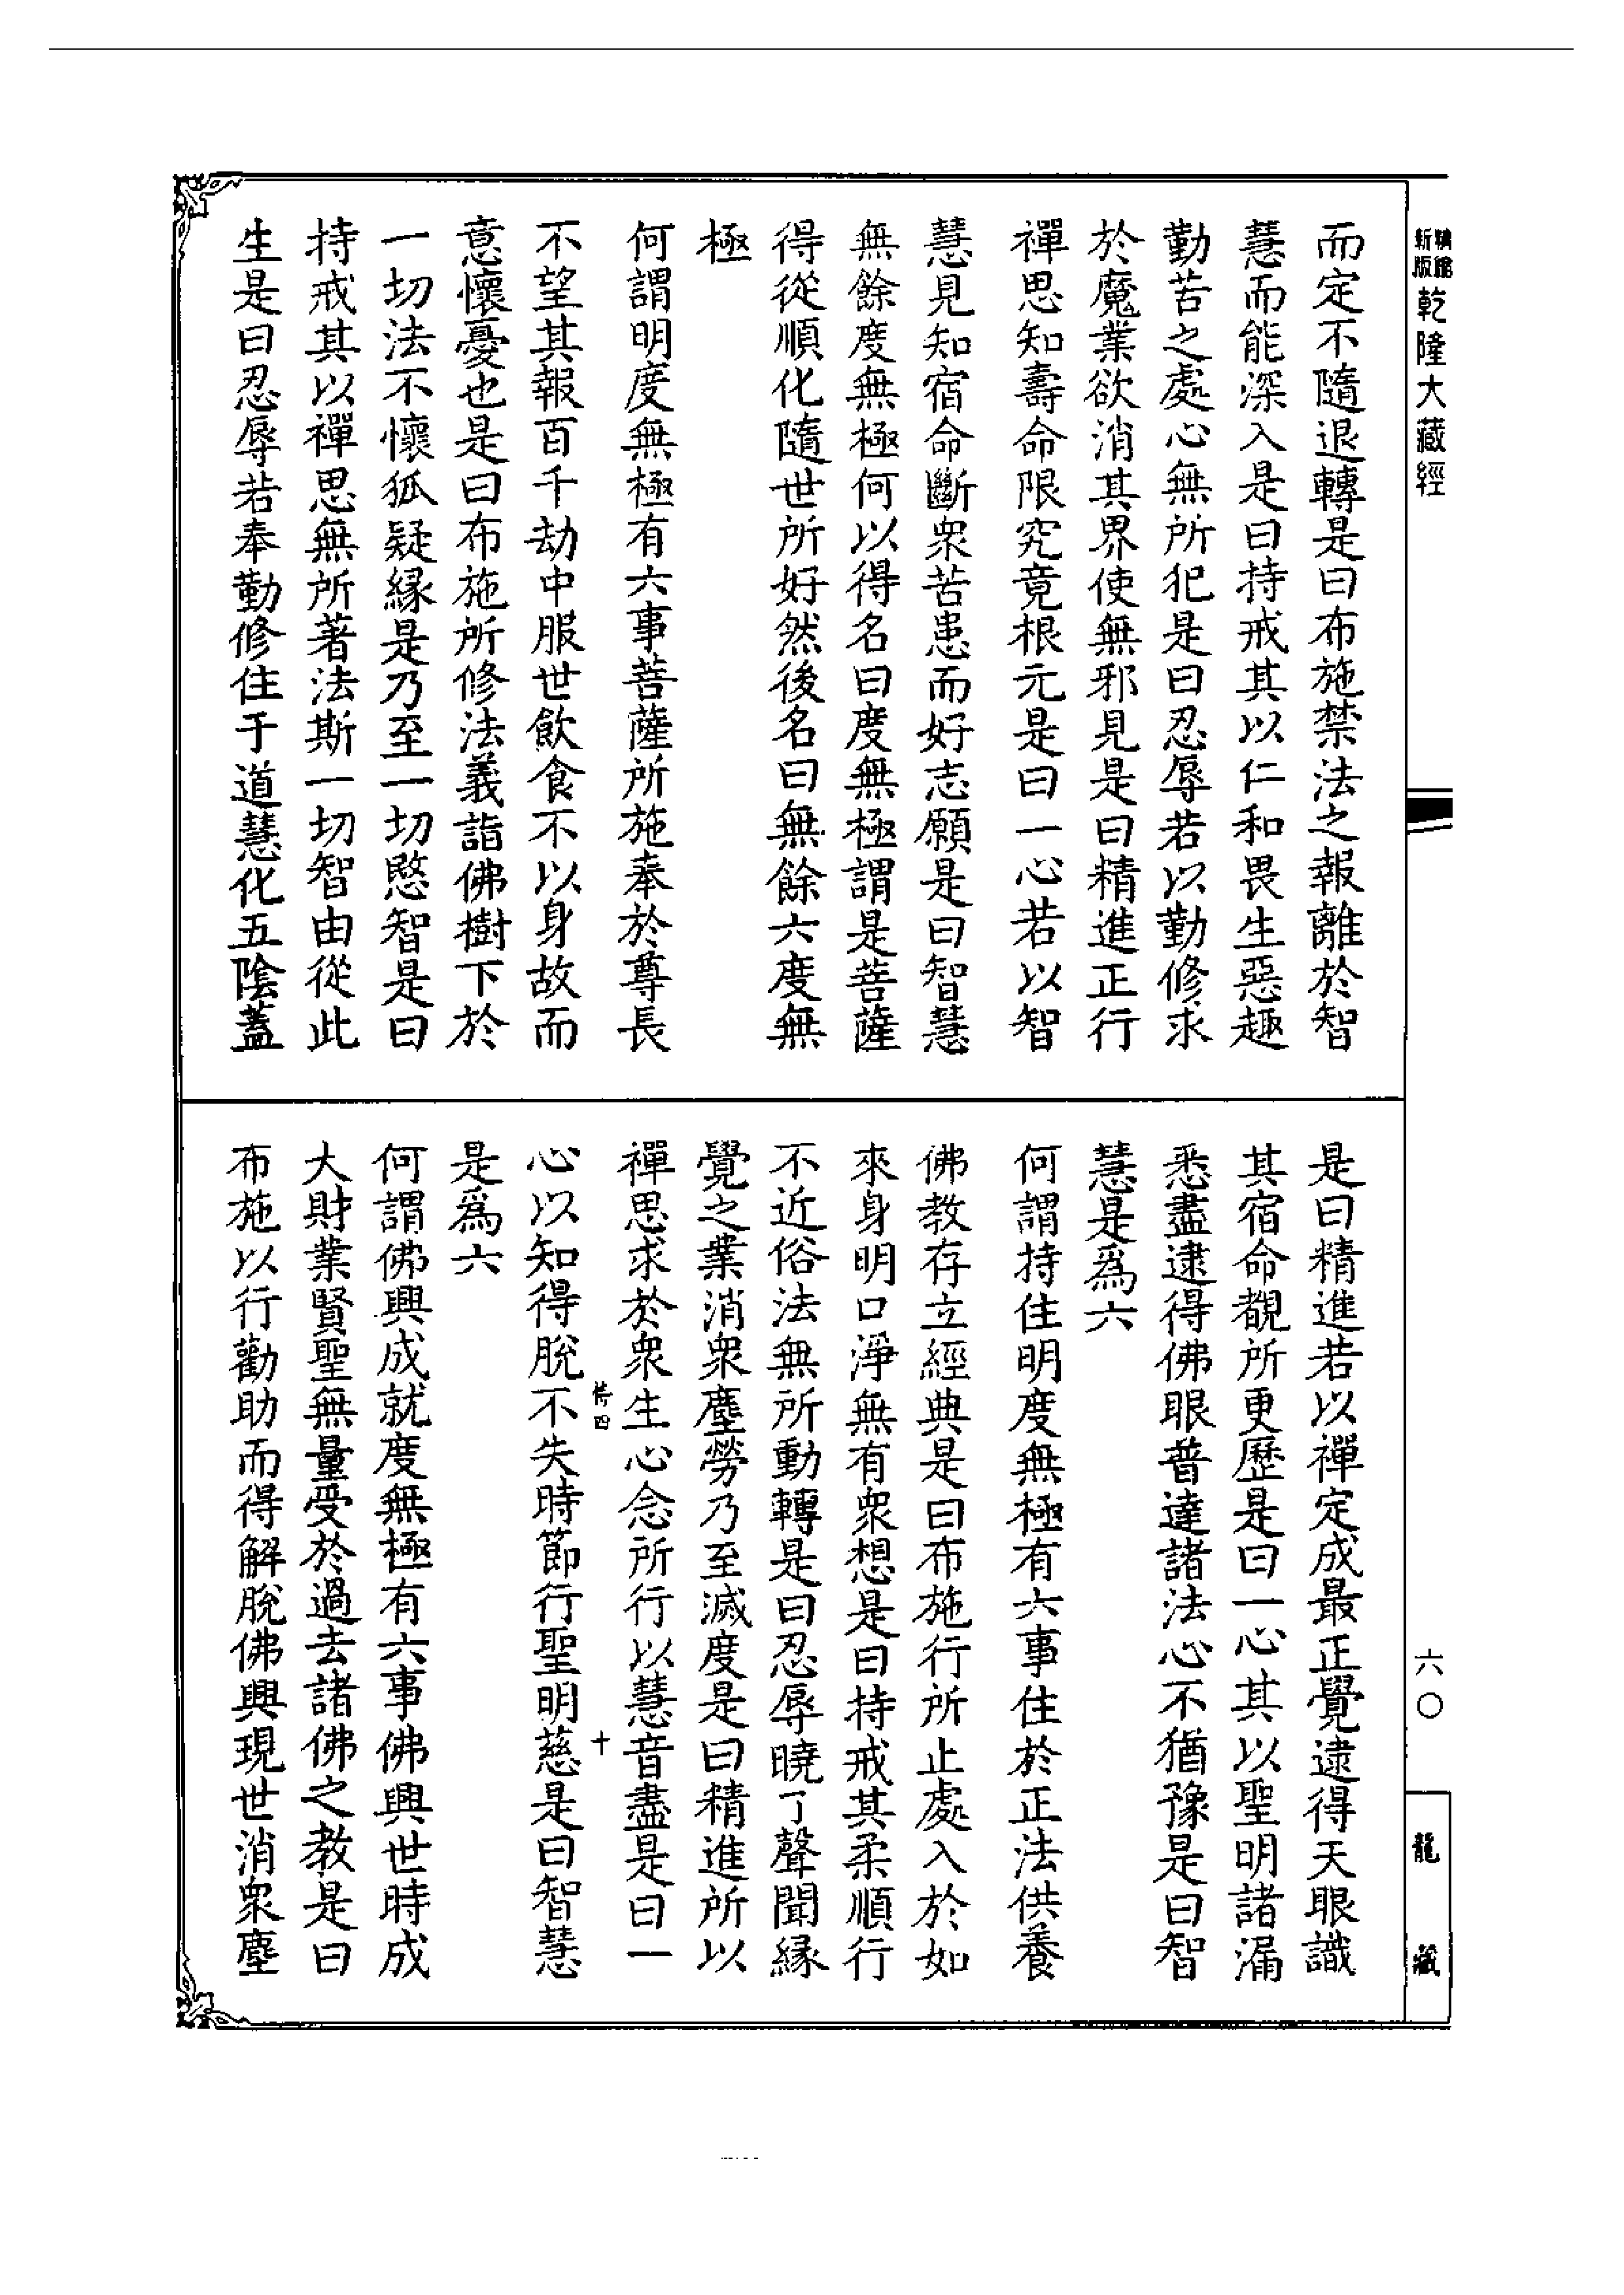 精縮新版乾隆大藏經
而定不隨退轉是曰布施禁法之報離於智
慧而能深入是曰持戒其以仁和畏生惡趣
勤苦之處心無所犯是曰忍辱若以勤修求
於魔業欲消其界使無邪見是曰精進正行
禪思知壽命限究竟根元是曰一心若以智
慧見知宿命斷衆苦患而好志願是曰智慧
無餘度無極何以得名曰度無極謂是菩薩
得從順化隨世所好然後名曰無餘六度無
極
何謂明度無極有六事菩薩所施奉於尊長
不望其報百千劫中服世飲食不以身故而
意懷憂也是曰布施所修法義詣佛樹下於
一切法不懷狐疑緣是乃至一切愍智是曰
持戒其以禪思無所著法斯一切智由從此
生是曰忍辱若奉勤修住于道慧化五陰蓋
是曰精進若以禪定成最正覺逮得天眼識
其宿命覩所更歷是曰一心其以聖明諸漏
悉盡逮得佛眼普達諸法心不猶豫是曰智
慧是爲六
何謂持住明度無極有六事住於正法供養
佛教存立經典是曰布施行所止處入於如
來身明口淨無有衆想是曰持戒其柔順行
不近俗法無所動轉是曰忍辱曉了聲聞緣
覺之業消衆塵勞乃至滅度是曰精進所以
禪思求於衆生心念所行以慧音盡是曰一
心以知得脫不失時節行聖明慈是曰智慧
是爲六
何謂佛興成就度無極有六事佛興世時成
大財業賢聖無量受於過去諸佛之教是曰
布施以行勸助而得解脫佛興現世消衆塵
六〇
龍藏
四
十